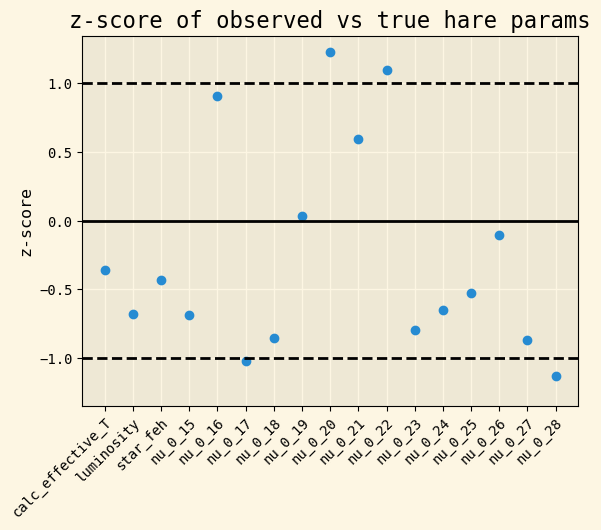 z-score of observed vs true hare params
z-score
1.0
0.5
0.0
−0.5
−1.0
calc_effective_T
luminosity
star_feh
nu_0_15
nu_0_16
nu_0_17
nu_0_18
nu_0_19
nu_0_20
nu_0_21
nu_0_22
nu_0_23
nu_0_24
nu_0_25
nu_0_26
nu_0_27
nu_0_28